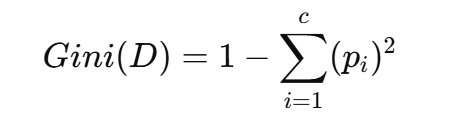 Gini(D) = 1 − ∑_{i=1}^{c} (p_i)^2